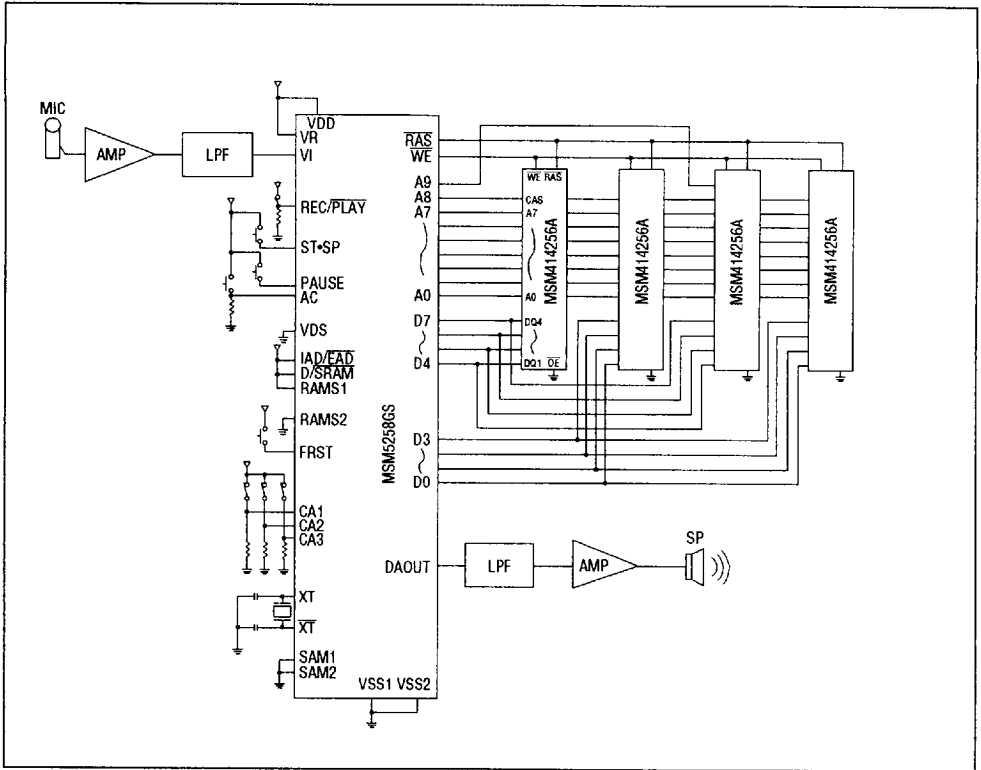 MIC
AMP
LPF
VDD
VR
VI
REC/PLAY
ST•SP
PAUSE
AC
VDS
IAD/EAD
D/SRAM
RAMS1
RAMS2
FRST
CA1
CA2
CA3
XT
XT
SAM1
SAM2
VSS1 VSS2
MSM5258GS
RAS
WE
A9
A8
A7
A0
D7
D4
D3
D0
DAOUT
WE RAS
CAS
A7
A0
DQ4
DQ1 OE
MSM414256A
MSM414256A
MSM414256A
MSM414256A
LPF
AMP
SP